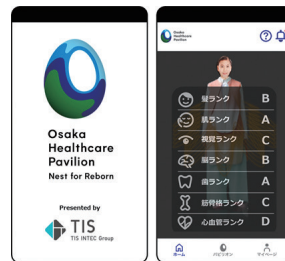 Osaka
Healthcare
Pavilion
Nest for Reborn
Presented by
TIS
TIS INTEC Group
Osaka
Healthcare
Pavilion
髪ランク B
肌ランク A
視覚ランク C
脳ランク B
歯ランク A
筋骨格ランク C
心血管ランク D
ホーム パビリオン マイページ